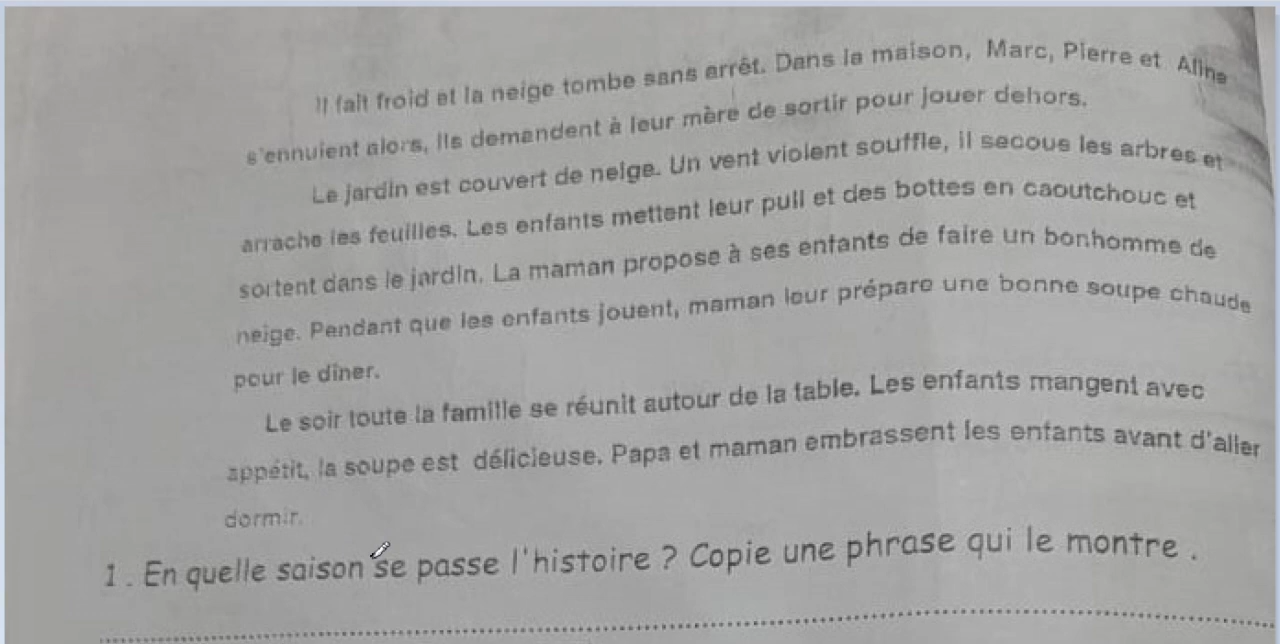 Il fait froid et la neige tombe sans arrêt. Dans la maison, Marc, Pierre et Aline
s'ennuient alors, ils demandent à leur mère de sortir pour jouer dehors.
Le jardin est couvert de neige. Un vent violent souffle, il secoue les arbres et
arrache les feuilles. Les enfants mettent leur pull et des bottes en caoutchouc et
sortent dans le jardin. La maman propose à ses enfants de faire un bonhomme de
neige. Pendant que les enfants jouent, maman leur prépare une bonne soupe chaude
pour le dîner.
Le soir toute la famille se réunit autour de la table. Les enfants mangent avec
appétit, la soupe est délicieuse. Papa et maman embrassent les enfants avant d'aller
dormir.
1 . En quelle saison se passe l'histoire ? Copie une phrase qui le montre .